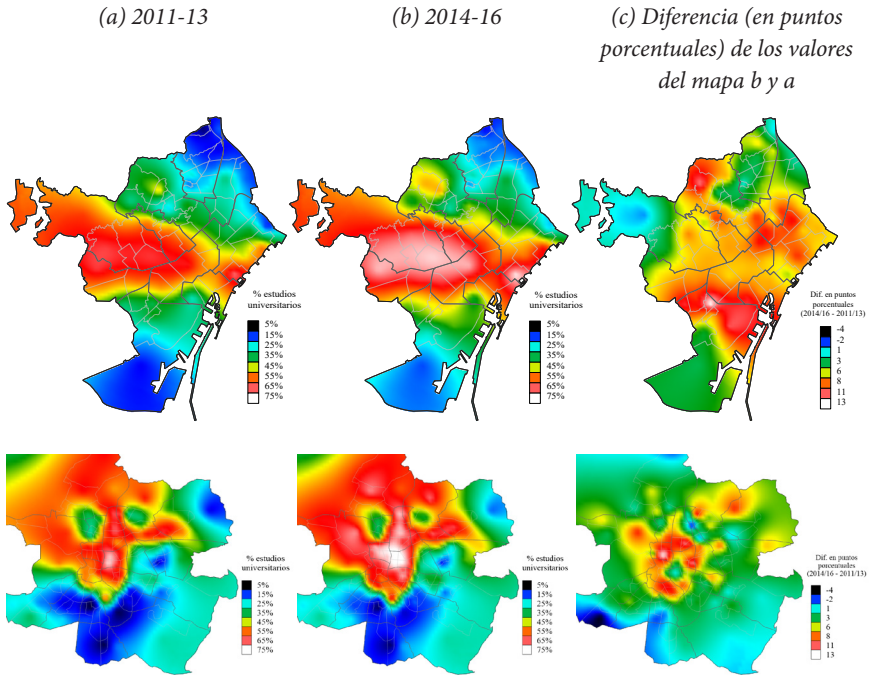 (a) 2011-13
(b) 2014-16
(c) Diferencia (en puntos
porcentuales) de los valores
del mapa b y a
% estudios
universitarios
5%
15%
25%
35%
45%
55%
65%
75%
% estudios
universitarios
5%
15%
25%
35%
45%
55%
65%
75%
Dif. en puntos
porcentuales
(2014/16 - 2011/13)
-4
-2
1
3
6
8
11
13
% estudios
universitarios
5%
15%
25%
35%
45%
55%
65%
75%
% estudios
universitarios
5%
15%
25%
35%
45%
55%
65%
75%
Dif. en puntos
porcentuales
(2014/16 - 2011/13)
-4
-2
1
3
6
8
11
13